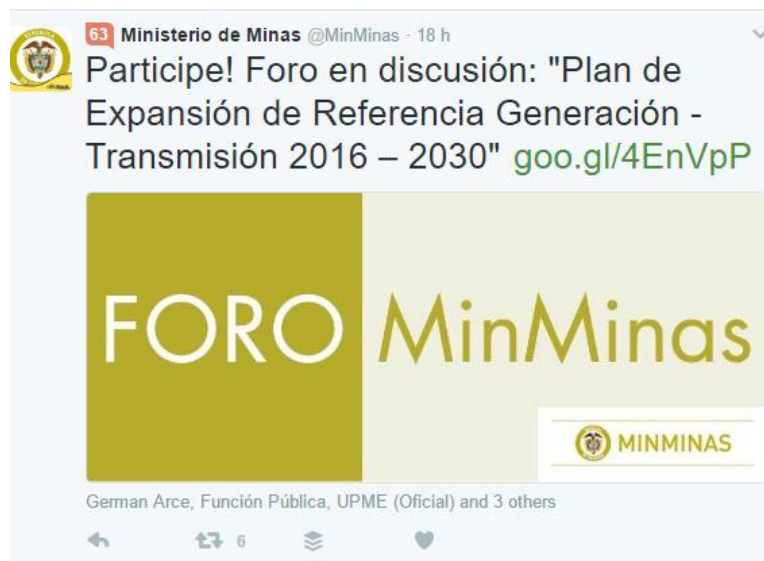 63 Ministerio de Minas @MinMinas · 18 h
Participe! Foro en discusión: "Plan de
Expansión de Referencia Generación -
Transmisión 2016 – 2030" goo.gl/4EnVpP
FORO MinMinas
MINMINAS
German Arce, Función Pública, UPME (Oficial) and 3 others
6